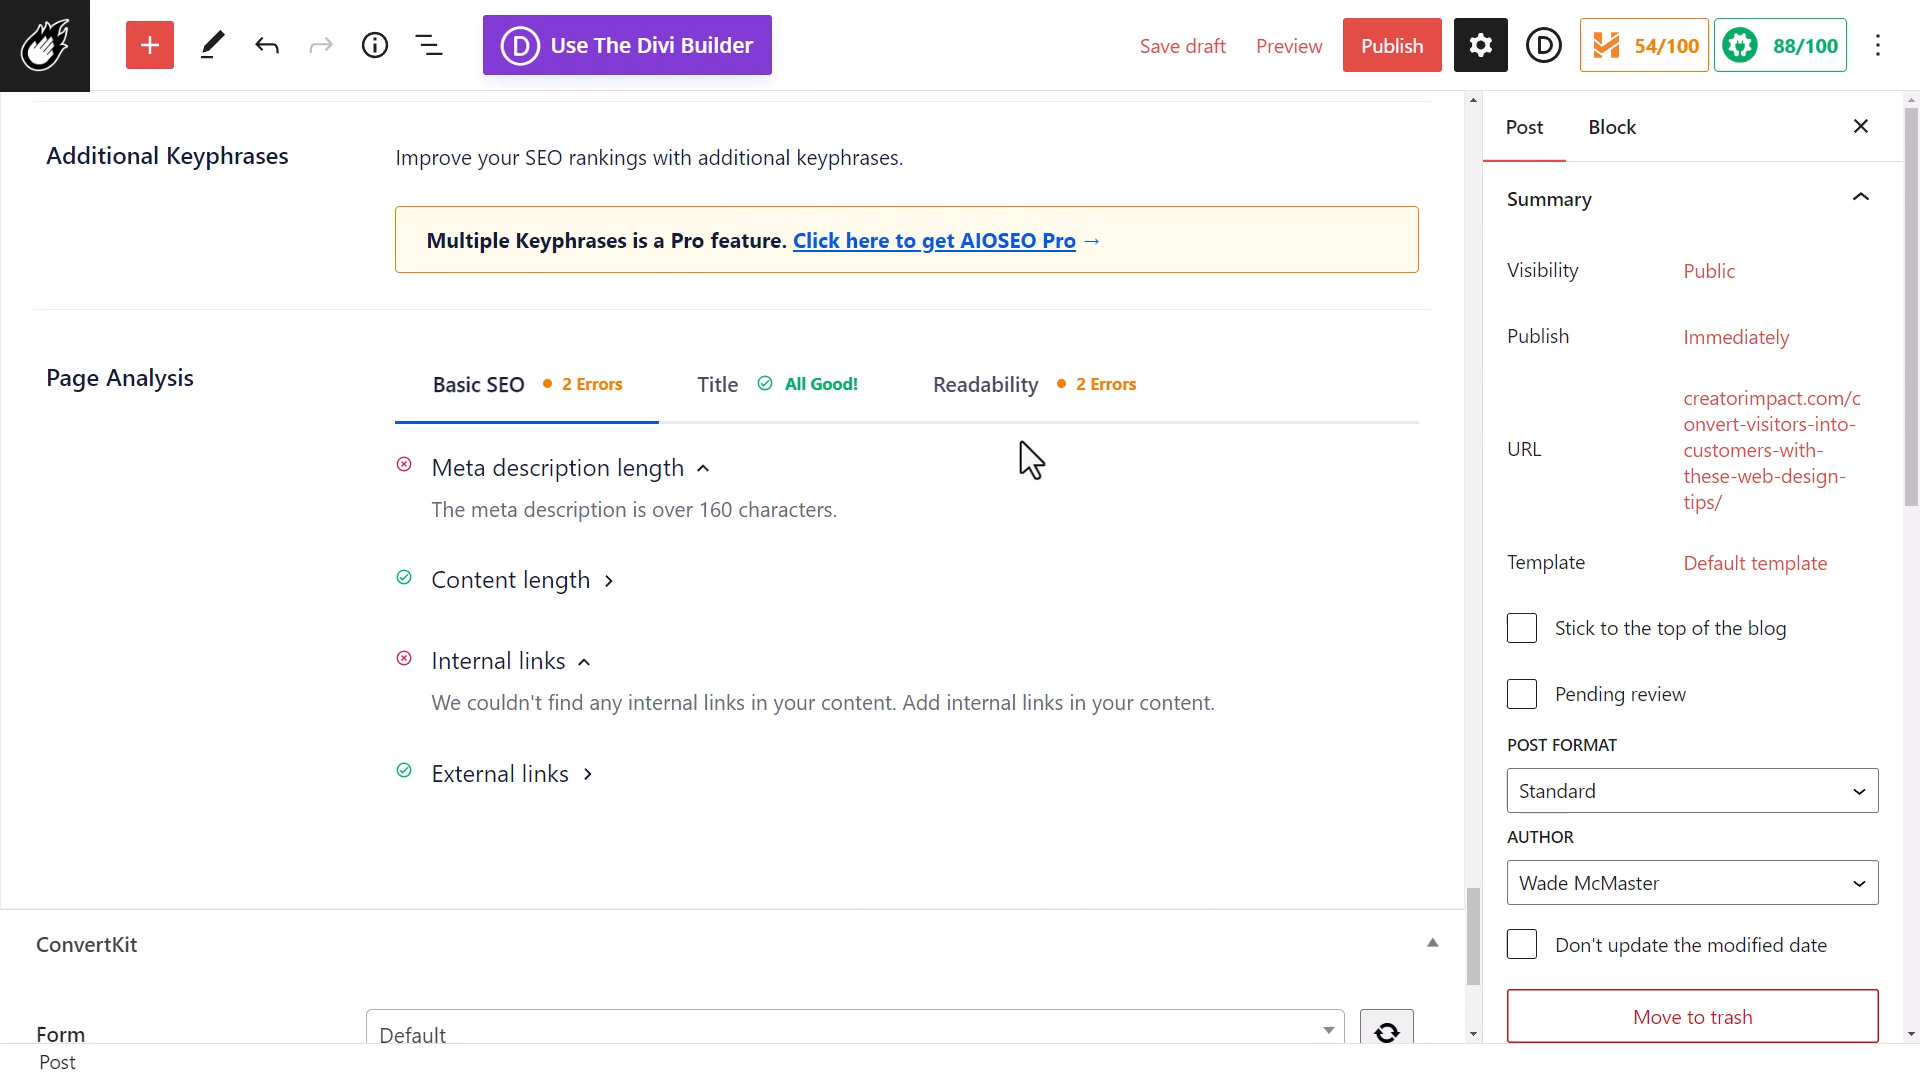 Use The Divi Builder
Save draft
Preview
Publish
54/100
88/100
Additional Keyphrases
Improve your SEO rankings with additional keyphrases.
Multiple Keyphrases is a Pro feature. Click here to get AIOSEO Pro →
Page Analysis
Basic SEO 2 Errors
Title All Good!
Readability 2 Errors
Meta description length
The meta description is over 160 characters.
Content length
Internal links
We couldn't find any internal links in your content. Add internal links in your content.
External links
ConvertKit
Form
Default
Post
Post
Block
Summary
Visibility
Public
Publish
Immediately
URL
creatorimpact.com/c
onvert-visitors-into-
customers-with-
these-web-design-
tips/
Template
Default template
Stick to the top of the blog
Pending review
POST FORMAT
Standard
AUTHOR
Wade McMaster
Don't update the modified date
Move to trash